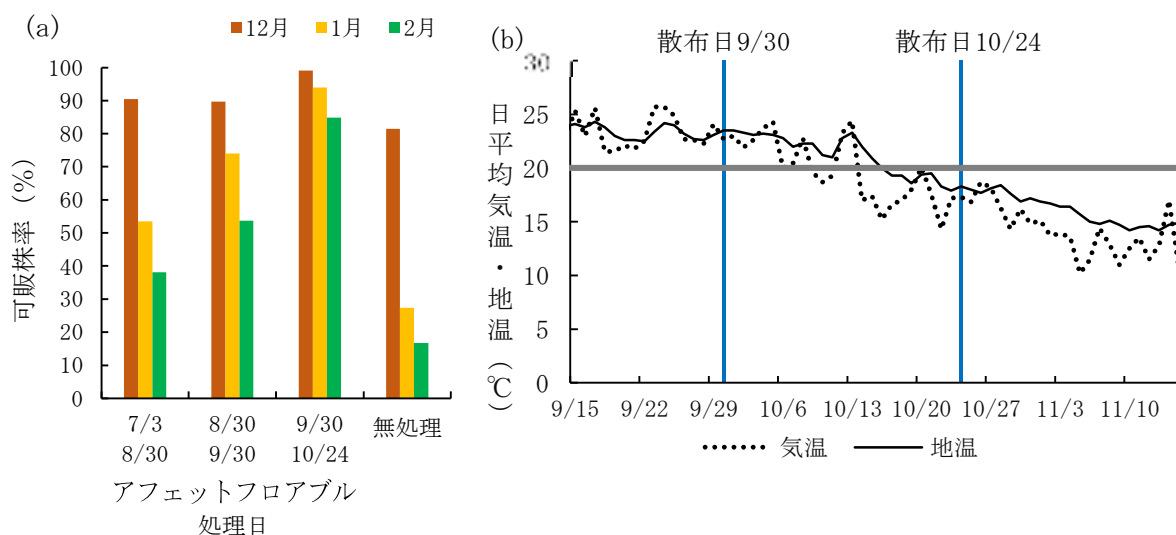 (a)
12月 1月 2月
可販株率（%）
100
90
80
70
60
50
40
30
20
10
0
7/3 8/30 9/30 無処理
8/30 9/30 10/24
アフェットフロアブル
処理日
(b)
散布日9/30 散布日10/24
日平均気温・地温（℃）
30
25
20
15
10
5
0
9/15 9/22 9/29 10/6 10/13 10/20 10/27 11/3 11/10
気温 地温